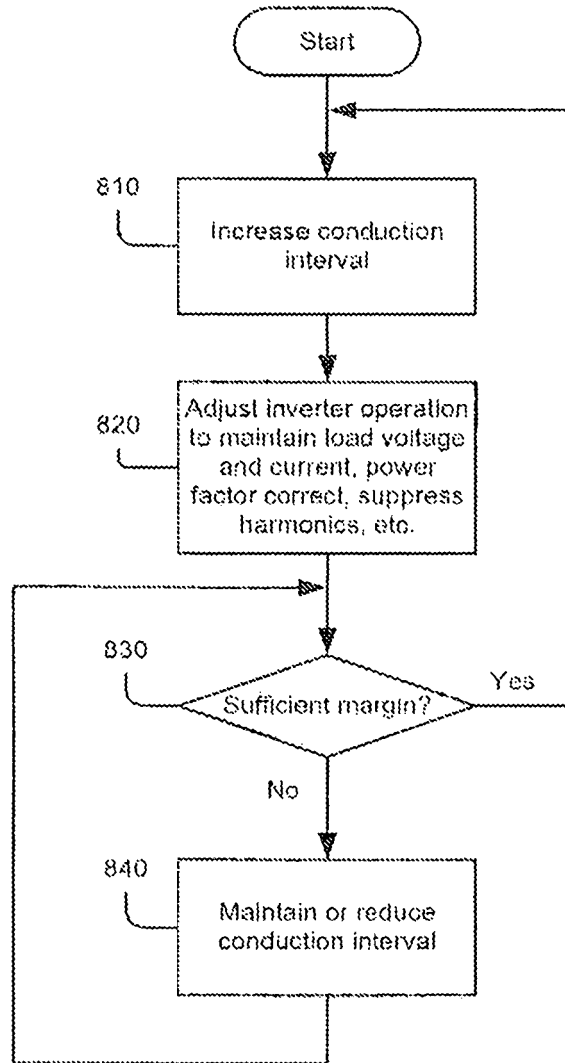 Start
810
Increase conduction
interval
820
Adjust inverter operation
to maintain load voltage
and current, power
factor correct, suppress
harmonics, etc.
830
Sufficient margin?
Yes
No
840
Maintain or reduce
conduction interval